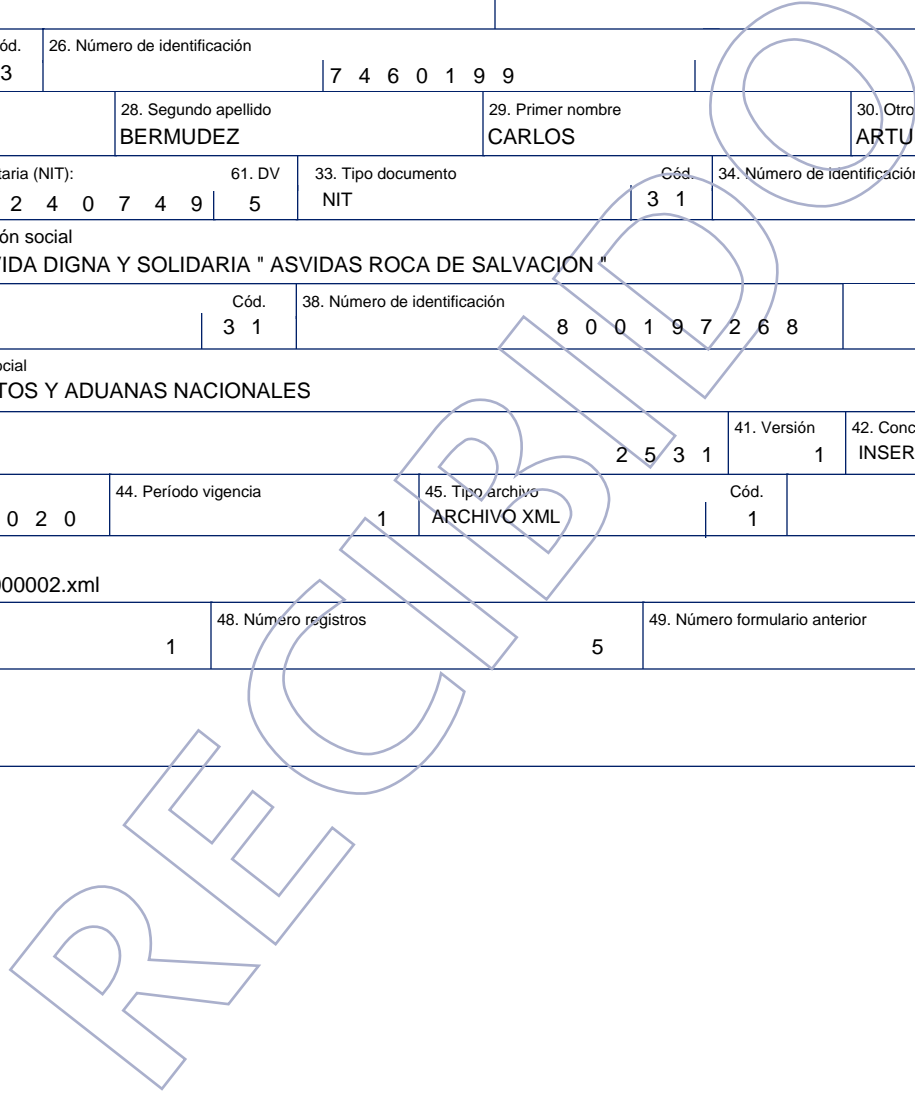 ód. 26. Número de identificación
3 7 4 6 0 1 9 9
28. Segundo apellido 29. Primer nombre 30. Otro
BERMUDEZ CARLOS ARTU
taria (NIT): 61. DV 33. Tipo documento Cód. 34. Número de identificación
2 4 0 7 4 9 5 NIT 3 1
ón social
IDA DIGNA Y SOLIDARIA " ASVIDAS ROCA DE SALVACION "
Cód. 38. Número de identificación
3 1 8 0 0 1 9 7 2 6 8
cial
TOS Y ADUANAS NACIONALES
41. Versión 42. Conc
2 5 3 1 1 INSER
44. Período vigencia 45. Tipo archivo Cód.
0 2 0 1 ARCHIVO XML 1
00002.xml
48. Número registros 49. Número formulario anterior
1 5
RECIBIDO